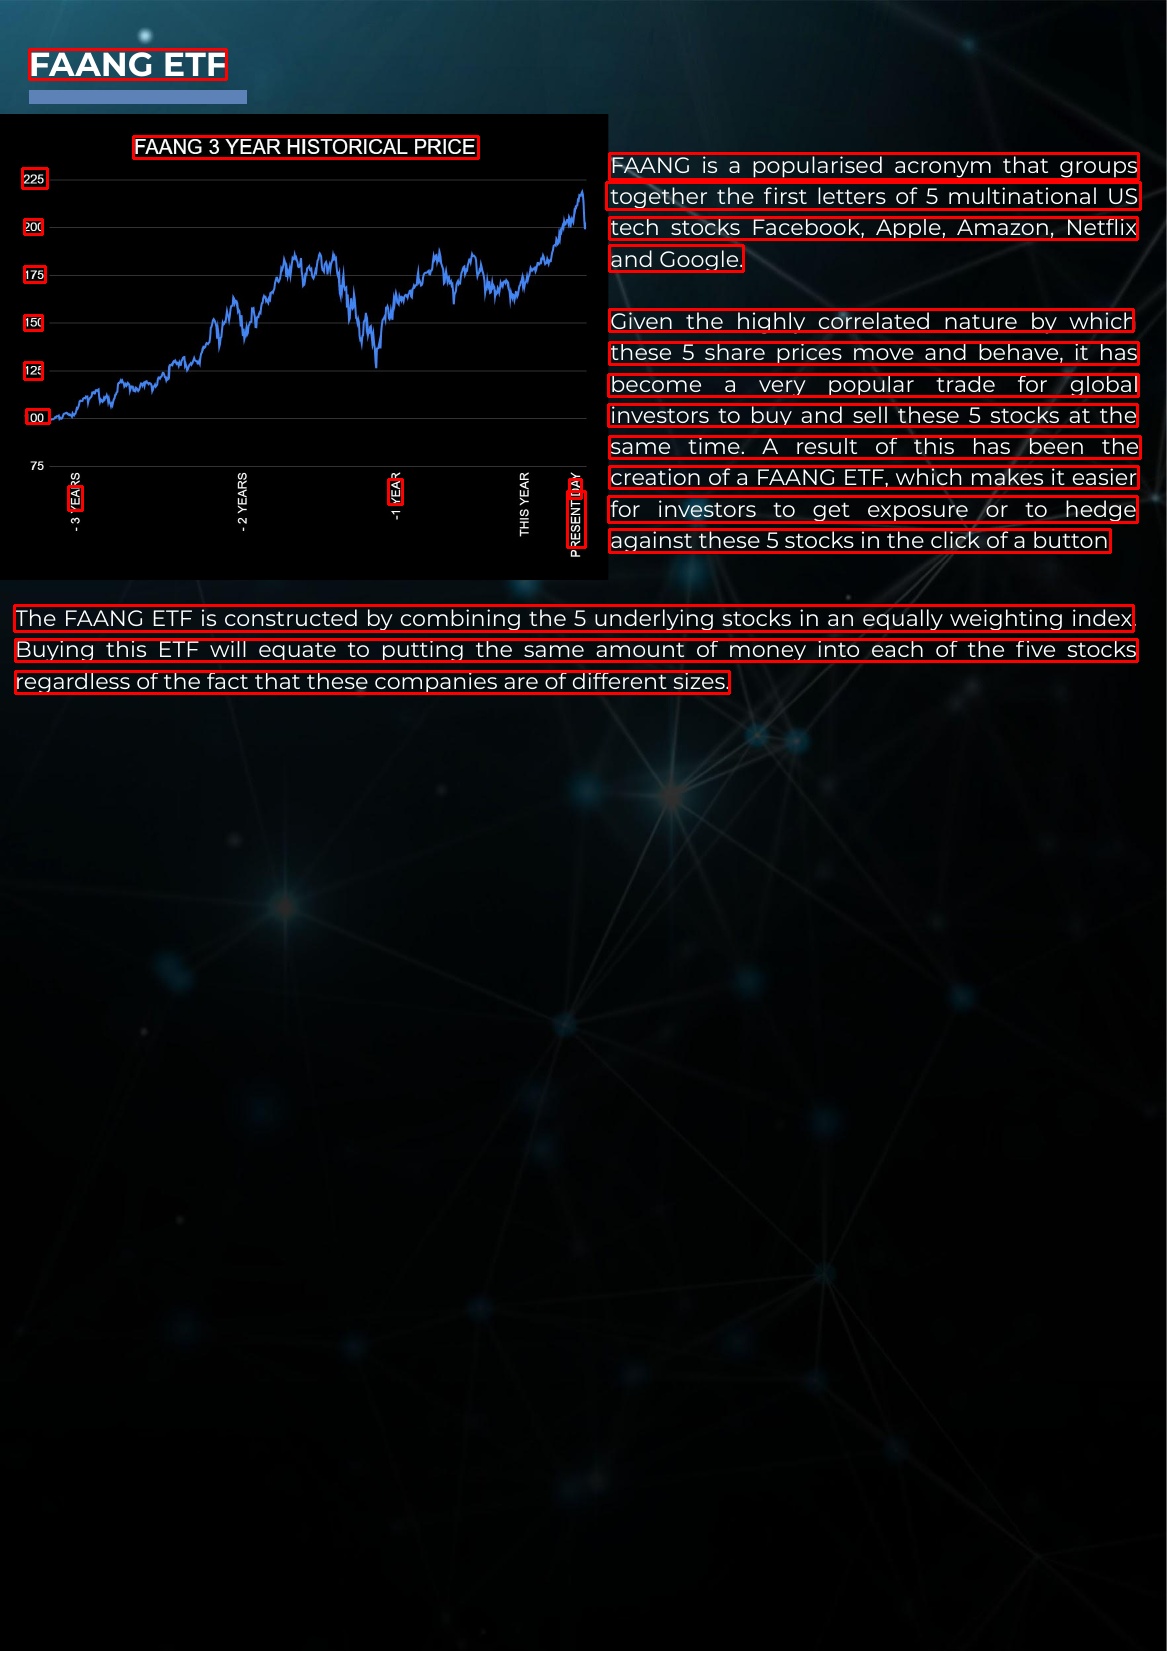 FAANG ETF
FAANG 3 YEAR HISTORICAL PRICE
225
200
175
150
125
100
75
- 3 YEARS
- 2 YEARS
-1 YEAR
THIS YEAR
PRESENT DAY
FAANG is a popularised acronym that groups
together the first letters of 5 multinational US
tech stocks Facebook, Apple, Amazon, Netflix
and Google.
Given the highly correlated nature by which
these 5 share prices move and behave, it has
become a very popular trade for global
investors to buy and sell these 5 stocks at the
same time. A result of this has been the
creation of a FAANG ETF, which makes it easier
for investors to get exposure or to hedge
against these 5 stocks in the click of a button
The FAANG ETF is constructed by combining the 5 underlying stocks in an equally weighting index.
Buying this ETF will equate to putting the same amount of money into each of the five stocks
regardless of the fact that these companies are of different sizes.